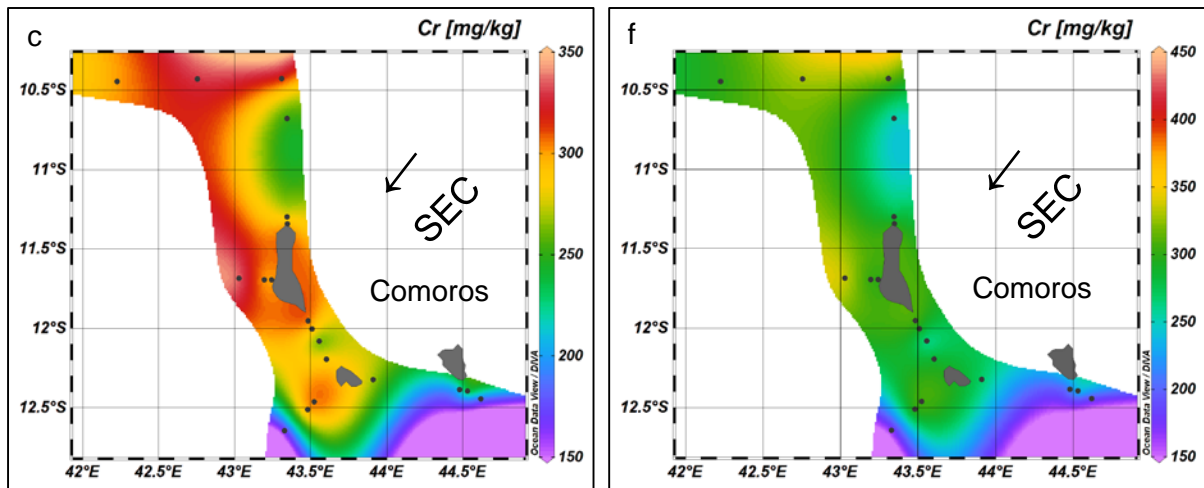 c
Cr [mg/kg]
350
300
250
200
150
10.5°S
11°S
11.5°S
12°S
12.5°S
42°E
42.5°E
43°E
43.5°E
44°E
44.5°E
SEC
Comoros
Ocean Data View / DIVA
f
Cr [mg/kg]
450
400
350
300
250
200
150
10.5°S
11°S
11.5°S
12°S
12.5°S
42°E
42.5°E
43°E
43.5°E
44°E
44.5°E
SEC
Comoros
Ocean Data View / DIVA